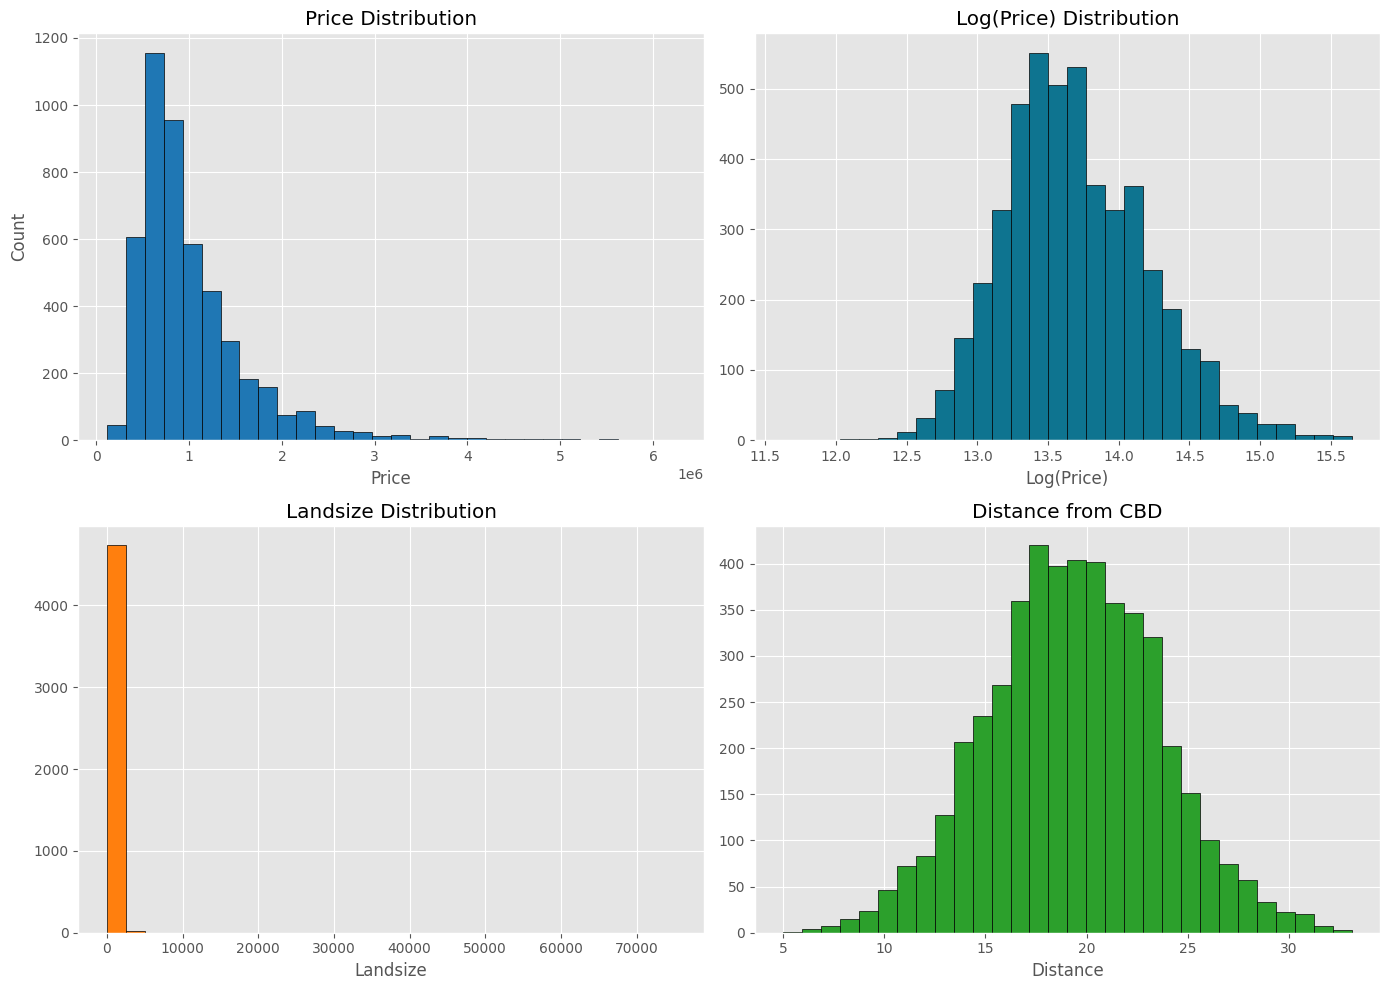 Price Distribution
1200
1000
800
600
400
200
0
Count
0 1 2 3 4 5 6
1e6
Price
Log(Price) Distribution
500
400
300
200
100
0
11.5 12.0 12.5 13.0 13.5 14.0 14.5 15.0 15.5
Log(Price)
Landsize Distribution
4000
3000
2000
1000
0
0 10000 20000 30000 40000 50000 60000 70000
Landsize
Distance from CBD
400
350
300
250
200
150
100
50
0
5 10 15 20 25 30
Distance